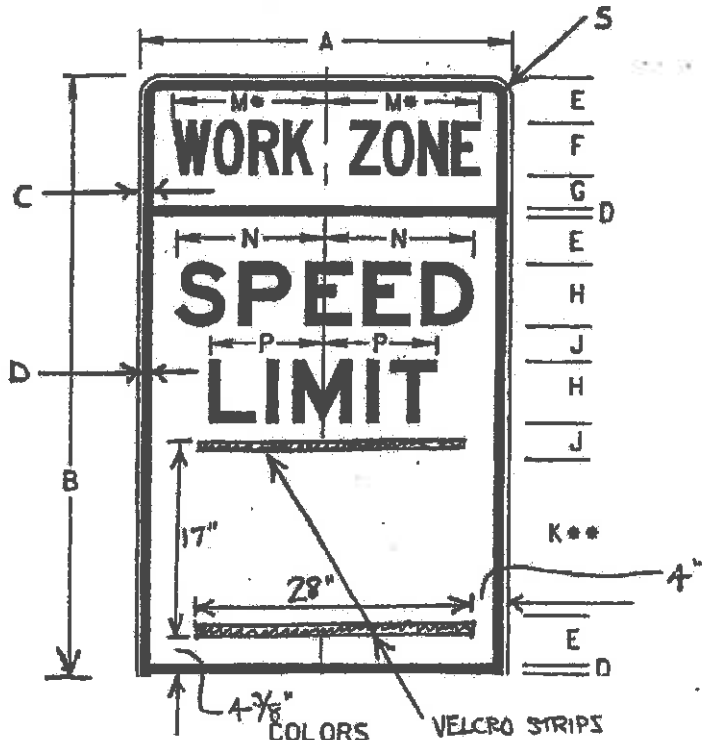 A
S
M* M*
E
WORK ZONE
F
C
G
D
N N
E
SPEED
H
P P
J
D
LIMIT
H
J
B
17"
K**
28"
4"
E
D
4-3/8"
COLORS
VELCRO STRIPS